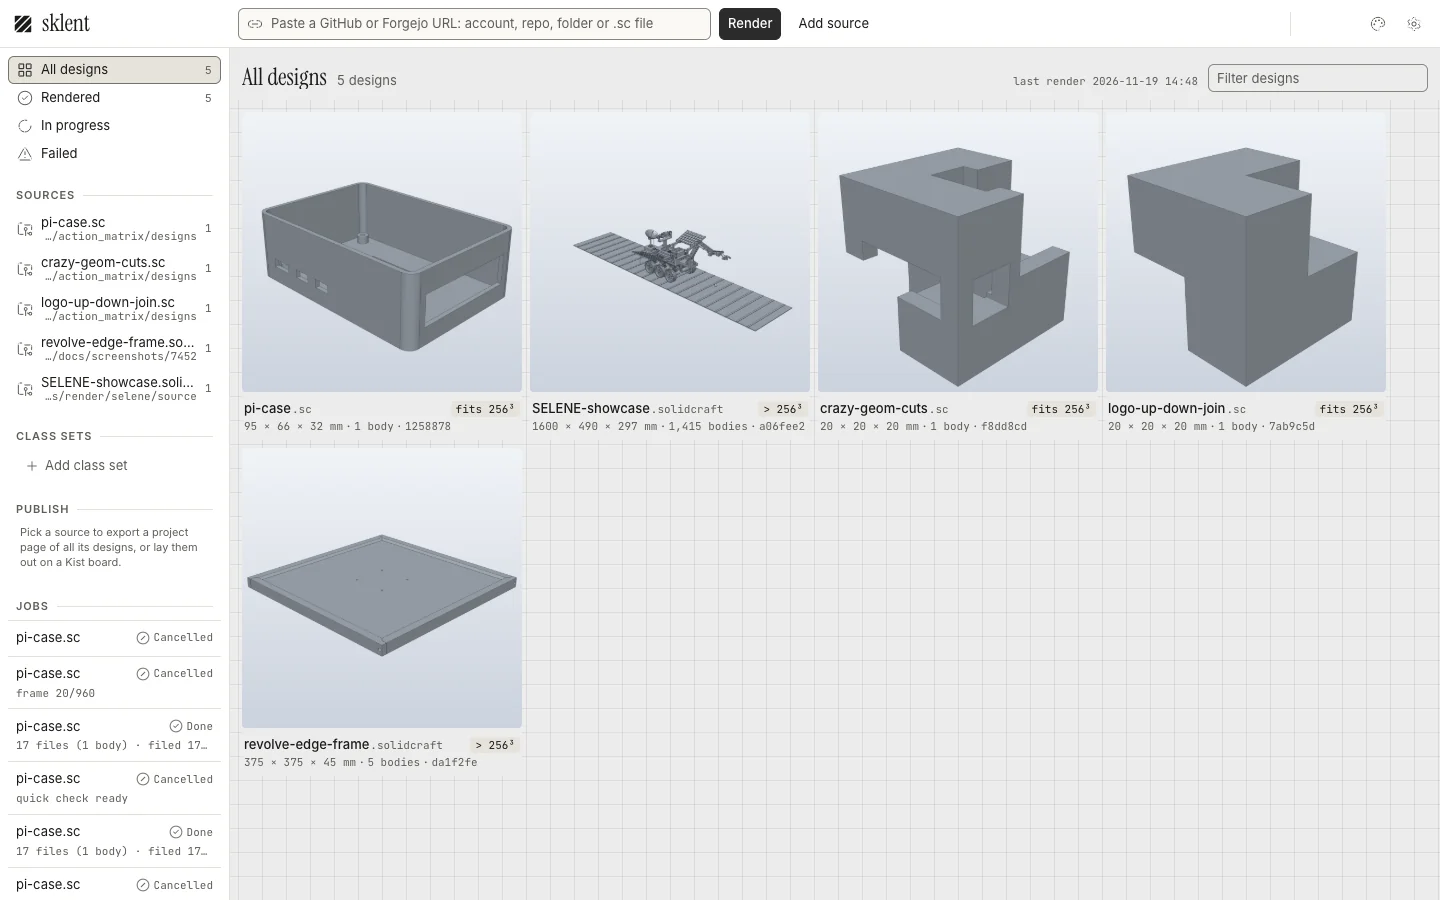 sklent
Paste a GitHub or Forgejo URL: account, repo, folder or .sc file
Render
Add source
All designs 5
Rendered 5
In progress
Failed
SOURCES
pi-case.sc
…/action_matrix/designs
1
crazy-geom-cuts.sc
…/action_matrix/designs
1
logo-up-down-join.sc
…/action_matrix/designs
1
revolve-edge-frame.so…
…/docs/screenshots/7452
1
SELENE-showcase.soli…
…s/render/selene/source
1
CLASS SETS
+ Add class set
PUBLISH
Pick a source to export a project
page of all its designs, or lay them
out on a Kist board.
JOBS
pi-case.sc Cancelled
pi-case.sc Cancelled
frame 20/960
pi-case.sc Done
17 files (1 body) · filed 17…
pi-case.sc Cancelled
quick check ready
pi-case.sc Done
17 files (1 body) · filed 17…
pi-case.sc Cancelled
All designs 5 designs
last render 2026-11-19 14:48
Filter designs
pi-case.sc fits 256³
95 × 66 × 32 mm · 1 body · 1258878
SELENE-showcase.solidcraft > 256³
1600 × 490 × 297 mm · 1,415 bodies · a06fee2
crazy-geom-cuts.sc fits 256³
20 × 20 × 20 mm · 1 body · f8dd8cd
logo-up-down-join.sc fits 256³
20 × 20 × 20 mm · 1 body · 7ab9c5d
revolve-edge-frame.solidcraft > 256³
375 × 375 × 45 mm · 5 bodies · da1f2fe